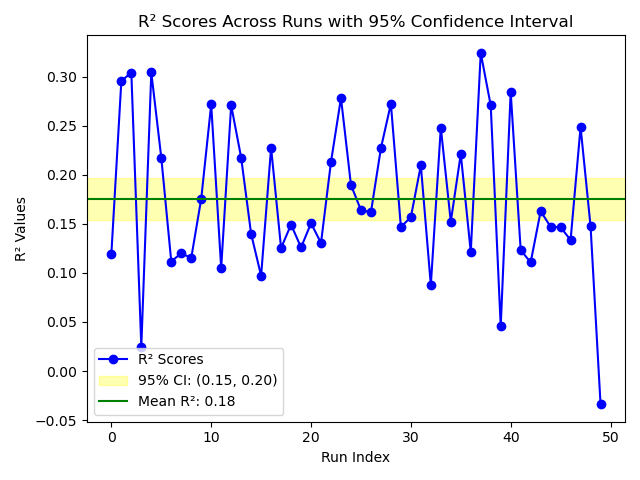 R² Scores Across Runs with 95% Confidence Interval
R² Values
0.30
0.25
0.20
0.15
0.10
0.05
0.00
−0.05
R² Scores
95% CI: (0.15, 0.20)
Mean R²: 0.18
0 10 20 30 40 50
Run Index